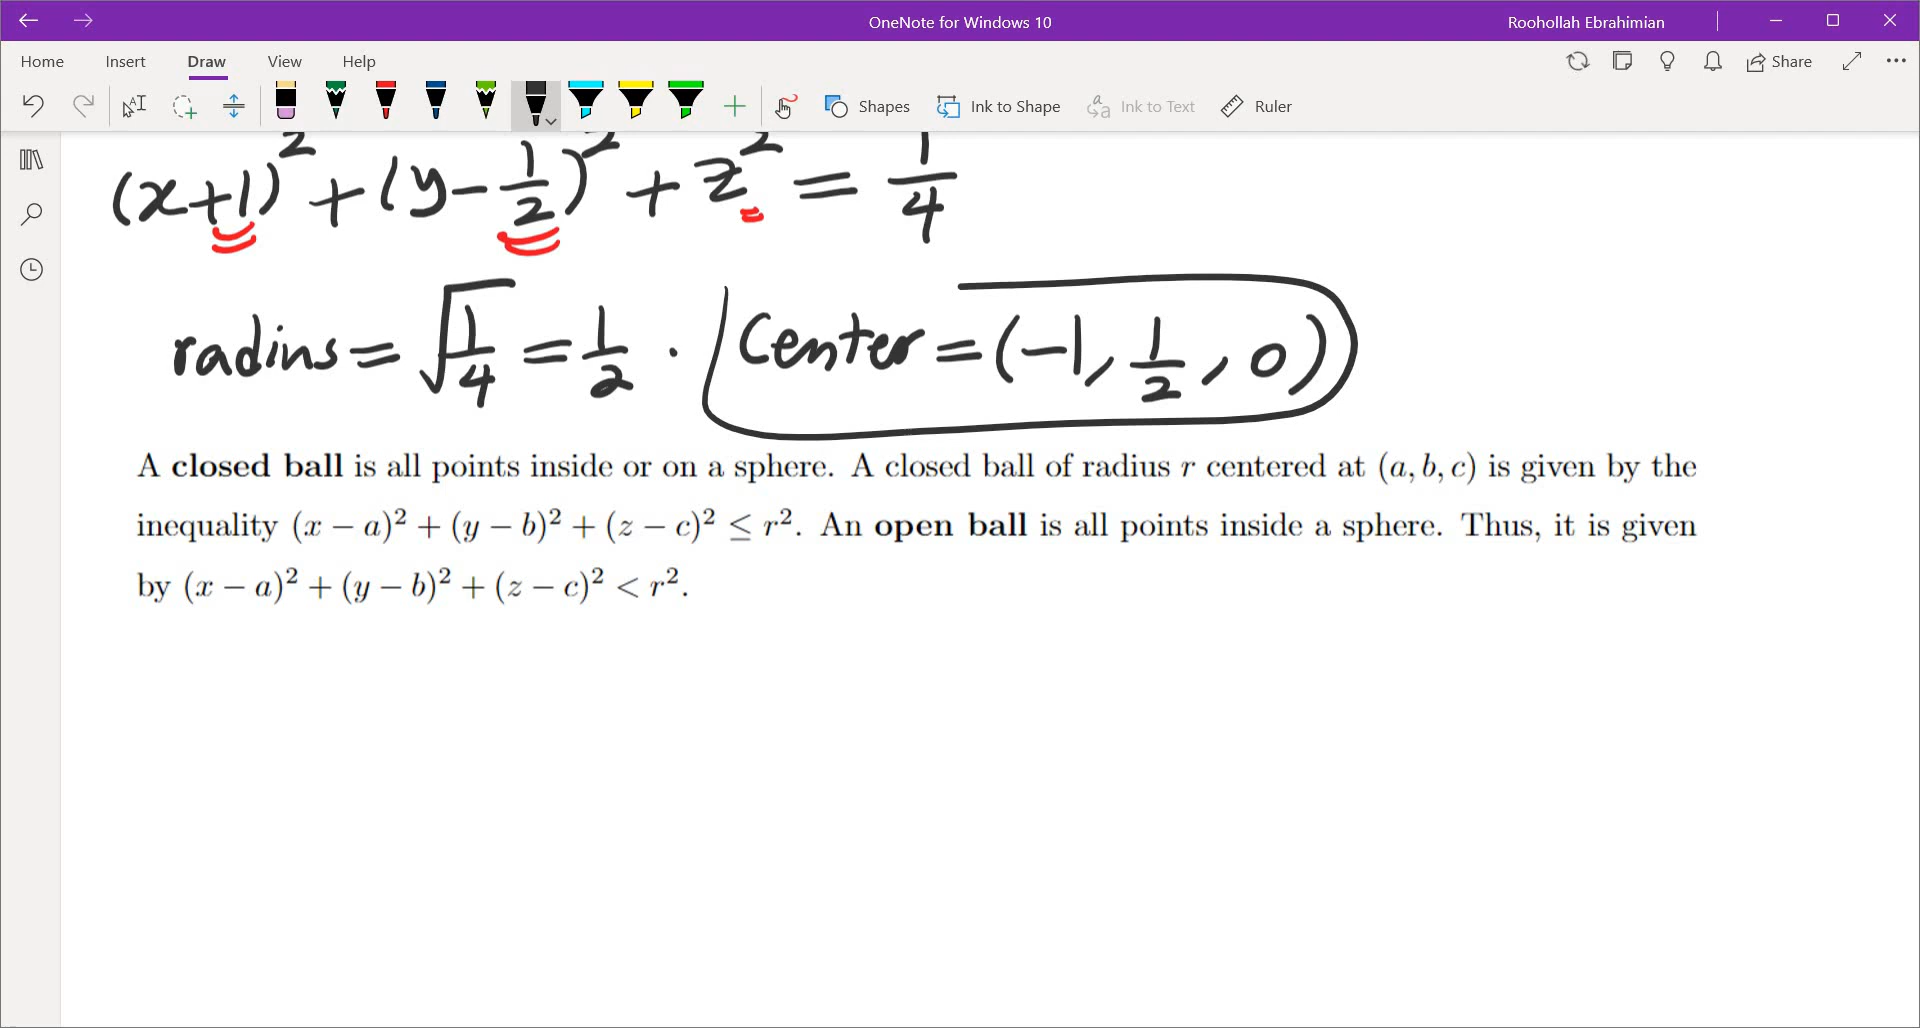 OneNote for Windows 10
Roohollah Ebrahimian
Home Insert Draw View Help
Share
Shapes Ink to Shape Ink to Text Ruler
(x+1)² + (y-1/2)² + z² = 1/4
radius = √(1/4) = 1/2 . Center = (-1, 1/2, 0)
A closed ball is all points inside or on a sphere. A closed ball of radius r centered at (a, b, c) is given by the
inequality (x − a)² + (y − b)² + (z − c)² ≤ r². An open ball is all points inside a sphere. Thus, it is given
by (x − a)² + (y − b)² + (z − c)² < r².